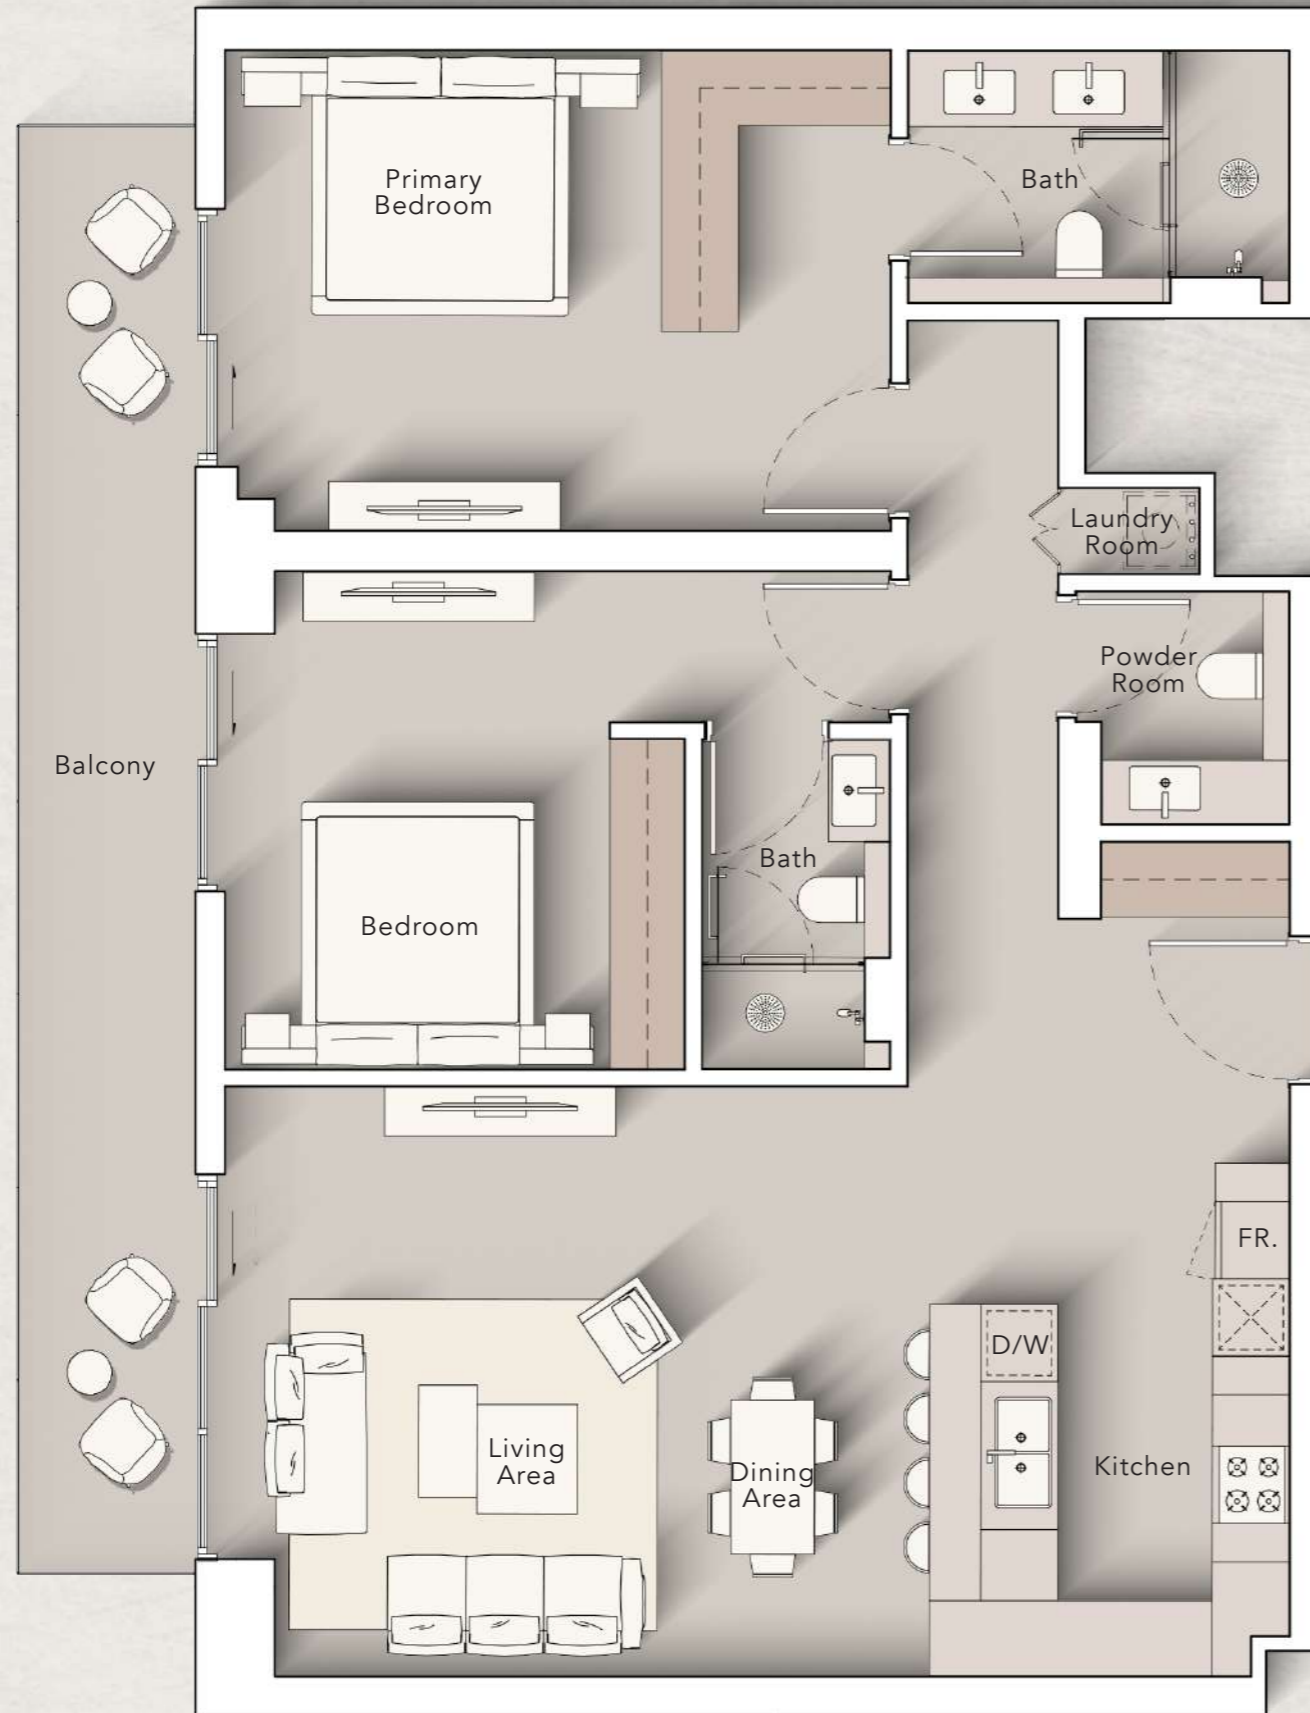 Primary
Bedroom
Bath
Laundry
Room
Powder
Room
Balcony
Bath
Bedroom
FR.
D/W
Living
Area
Dining
Area
Kitchen